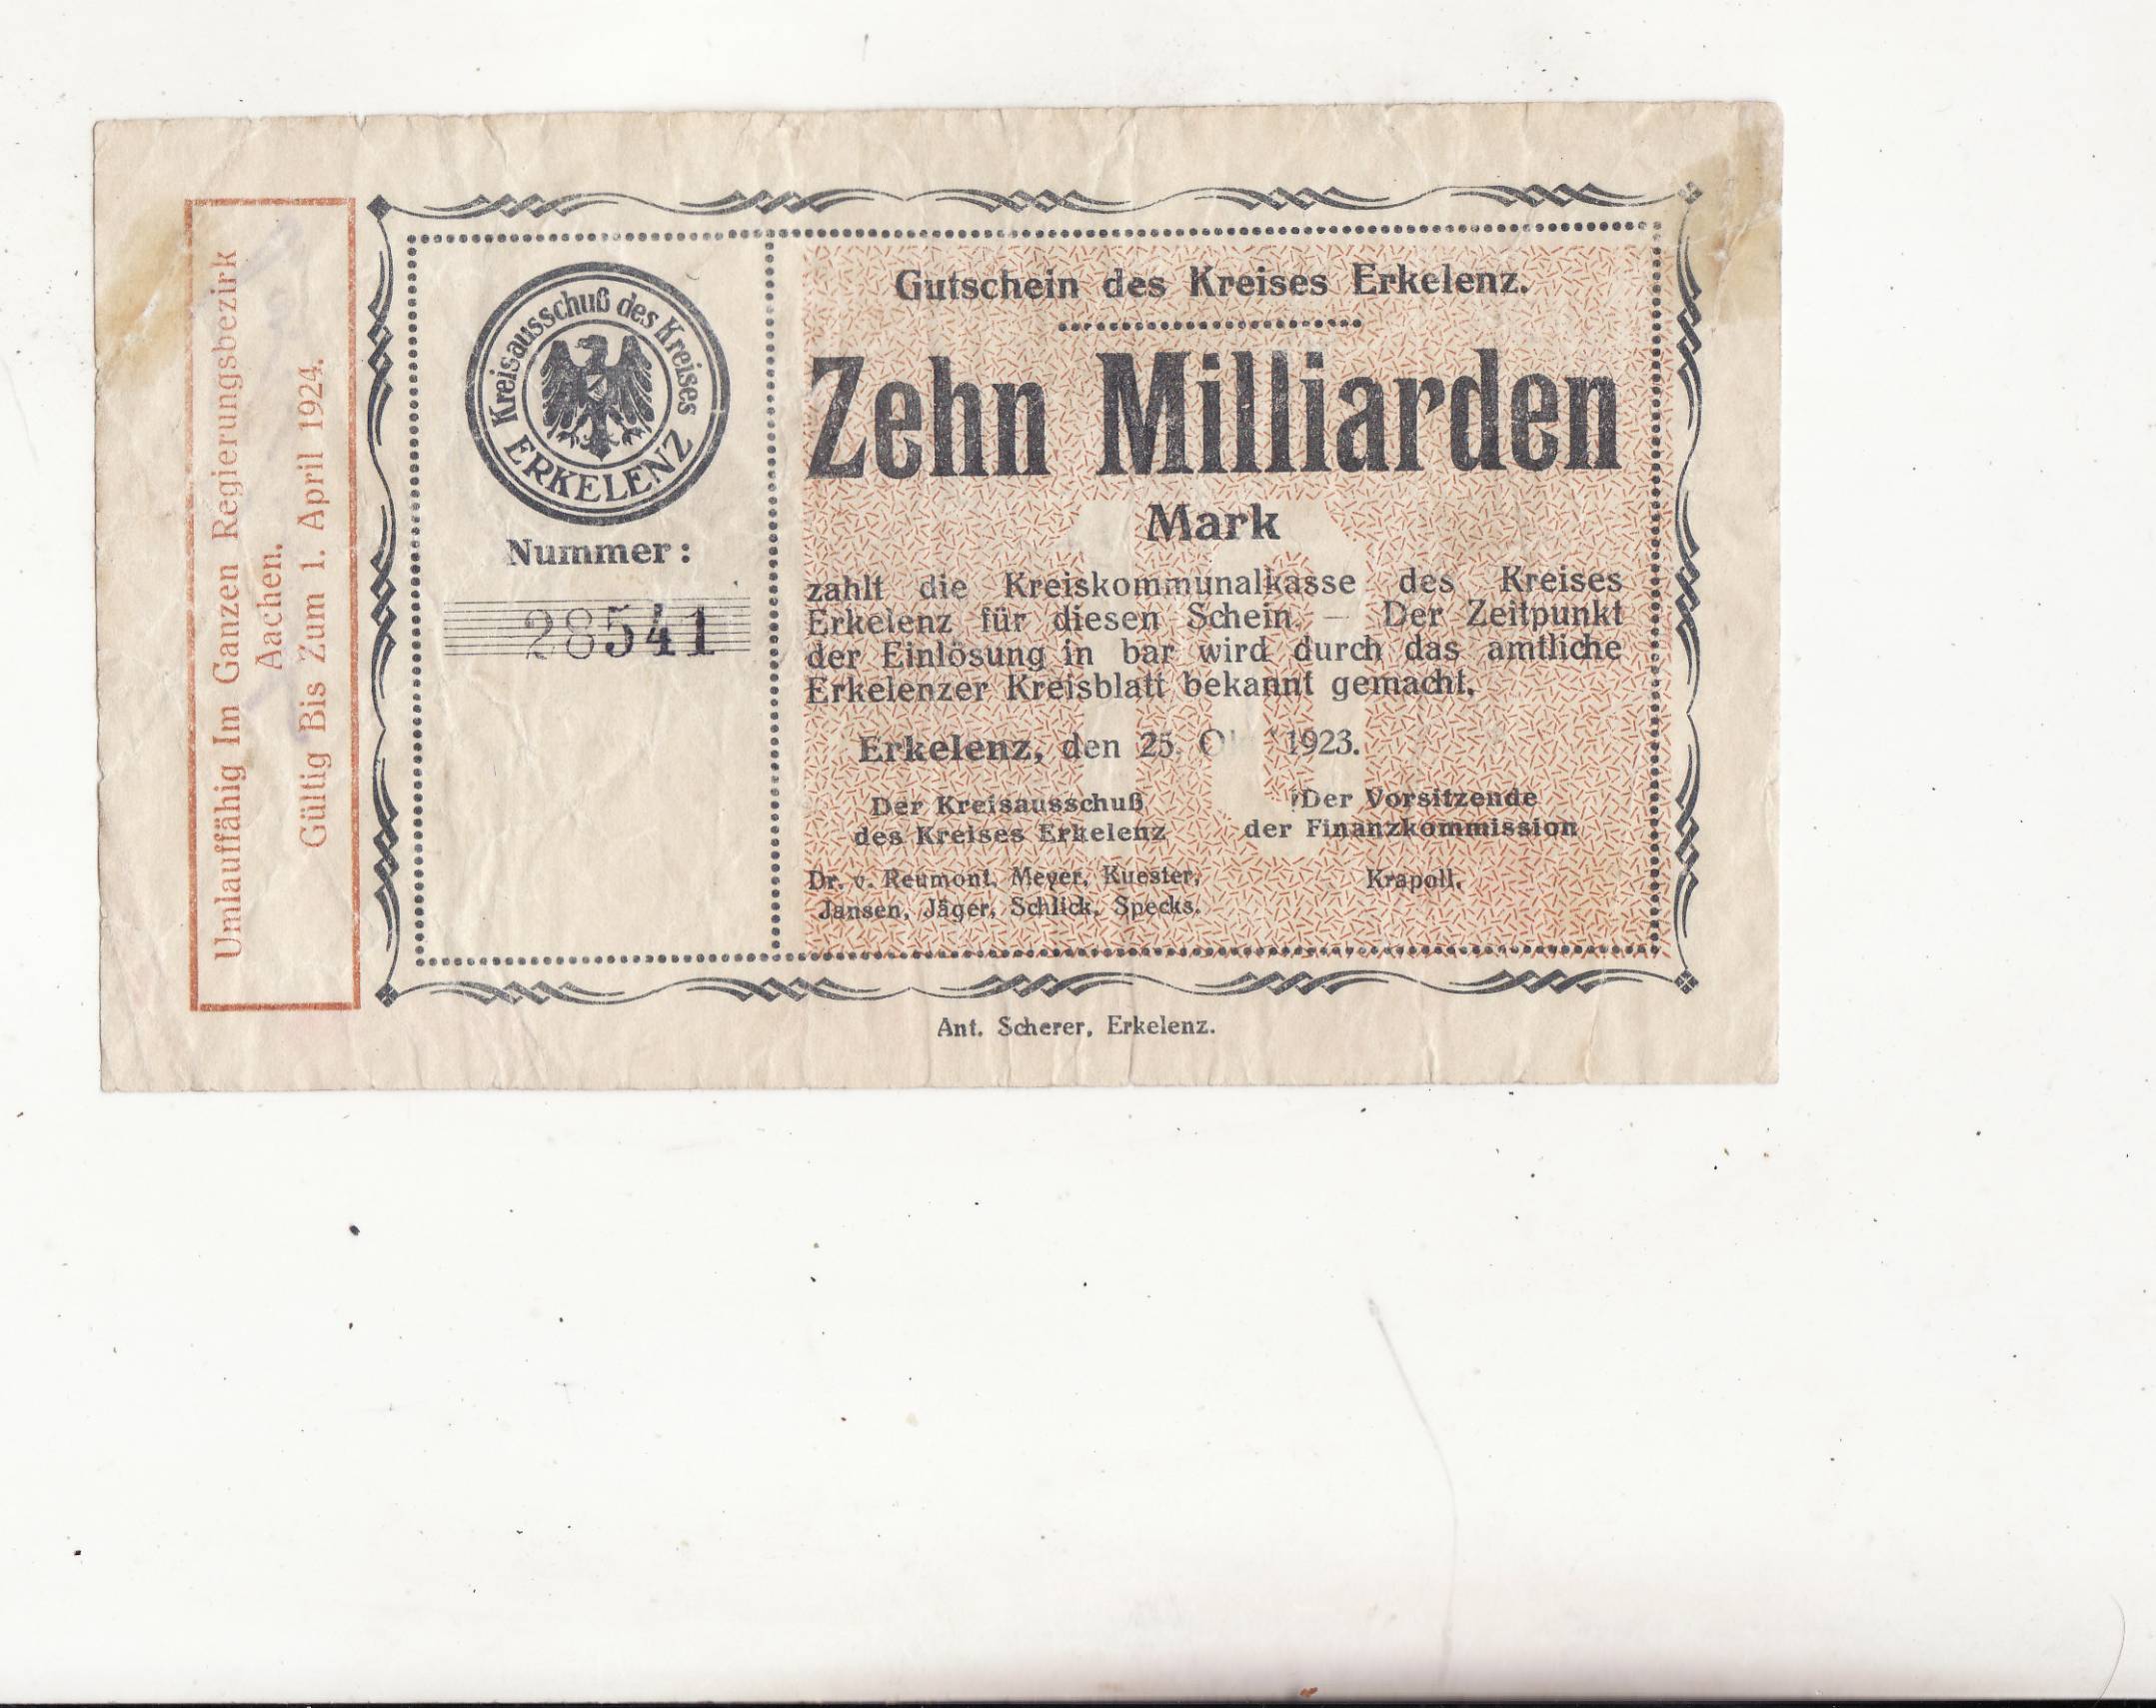 Umlauffähig Im Ganzen Regierungsbezirk
Aachen.
Gültig Bis Zum 1. April 1924.
Kreisausschuß des Kreises
ERKELENZ
Nummer:
28541
Gutschein des Kreises Erkelenz.
Zehn Milliarden
Mark
zahlt die Kreiskommunalkasse des Kreises
Erkelenz für diesen Schein. — Der Zeitpunkt
der Einlösung in bar wird durch das amtliche
Erkelenzer Kreisblatt bekannt gemacht.
Erkelenz, den 25. 1923.
Der Kreisausschuß
des Kreises Erkelenz
Dr. v. Reumont, Meyer, Kuester,
Jansen, Jäger, Schlick, Specks.
Der Vorsitzende
der Finanzkommission
Krapoll.
10
Ant. Scherer, Erkelenz.